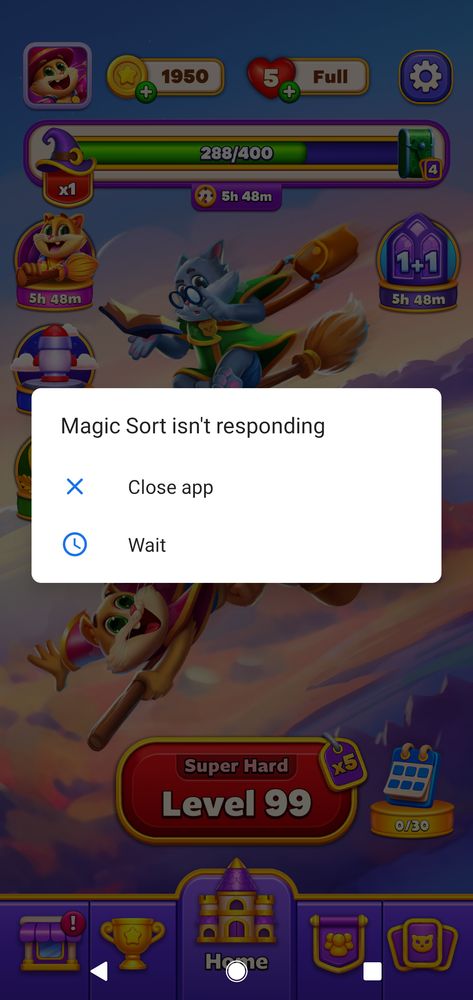 1950
5
Full
288/400
4
x1
5h 48m
1+1
5h 48m
5h 48m
Magic Sort isn't responding
Close app
Wait
Super Hard
x5
Level 99
0/30
!
Home